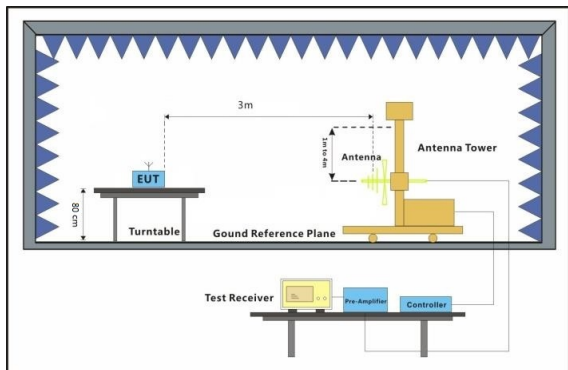 3m
1m to 4m
Antenna
Antenna Tower
EUT
80 cm
Turntable
Gound Reference Plane
Test Receiver
Pre-Amplifier
Controller